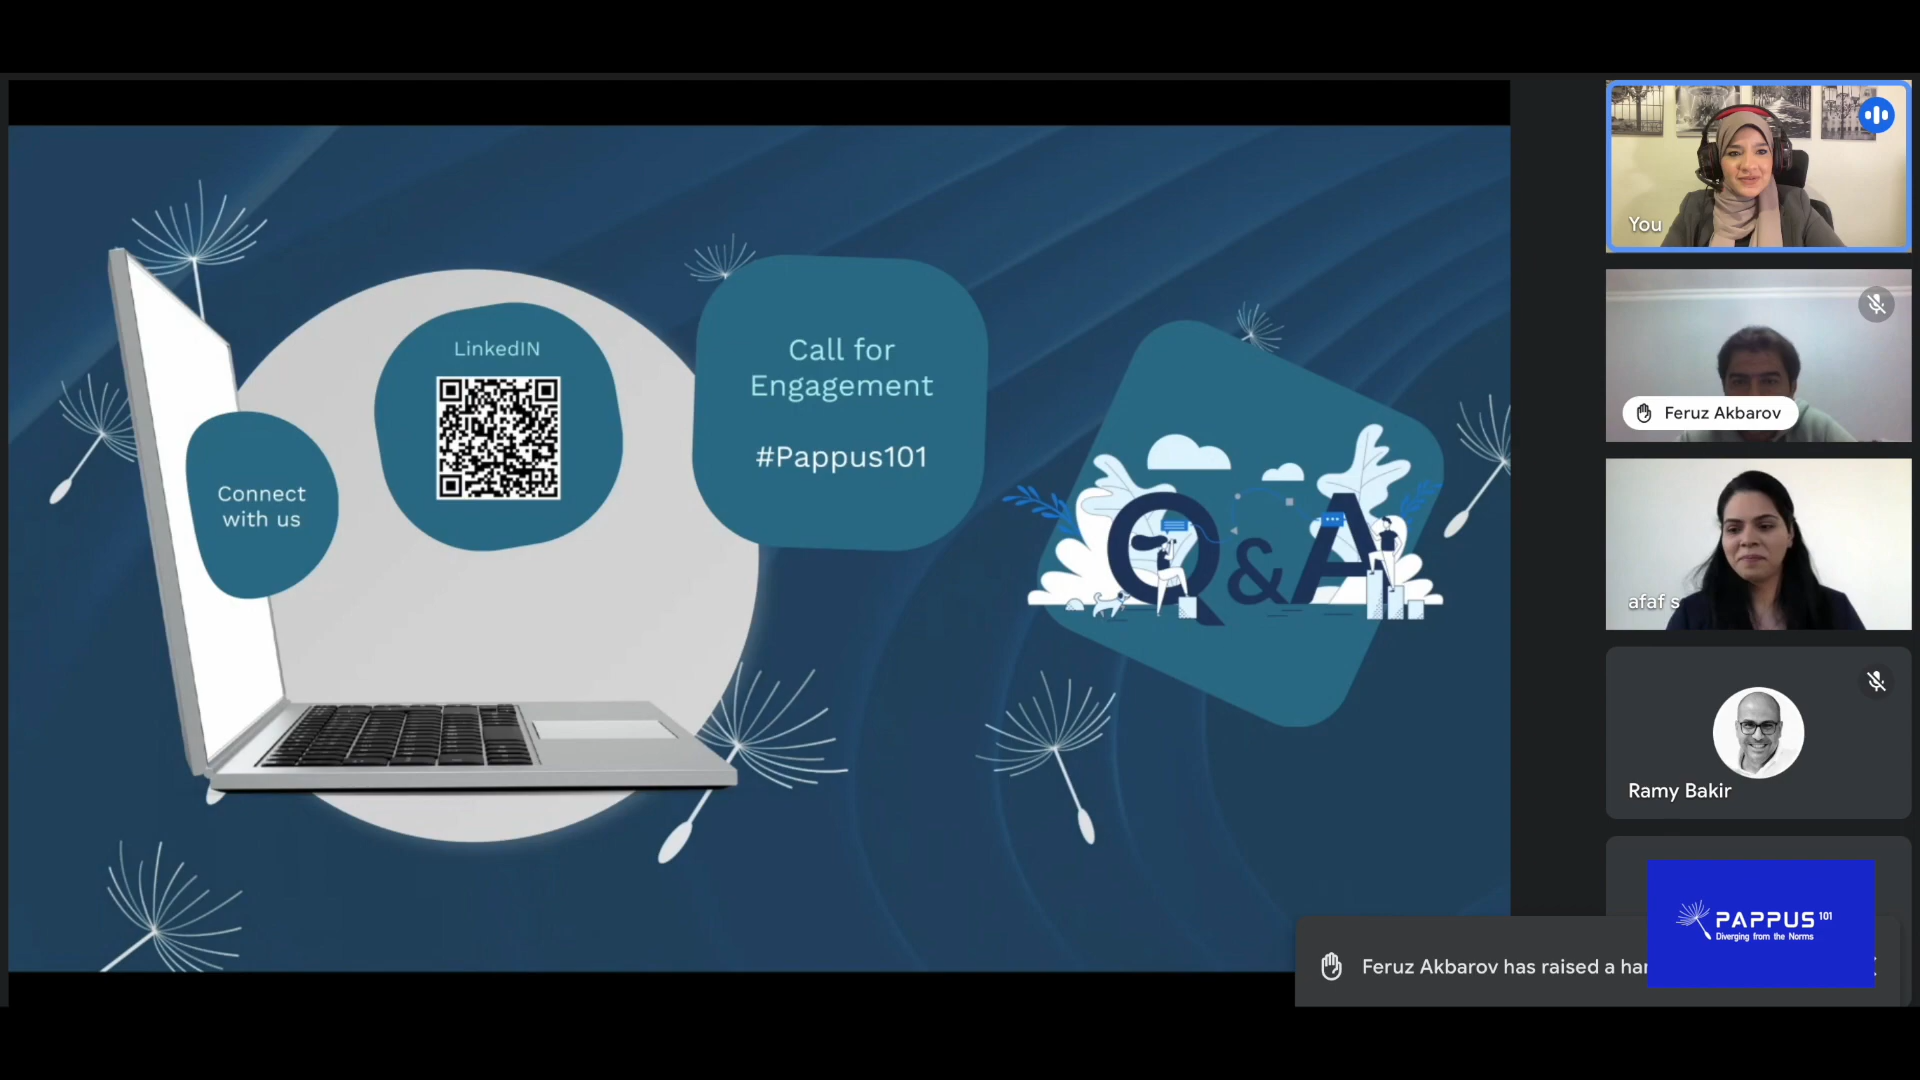 LinkedIN
Connect
with us
Call for
Engagement
#Pappus101
Q&A
You
Feruz Akbarov
afaf s
Ramy Bakir
PAPPUS 101
Diverging from the Norms
Feruz Akbarov has raised a